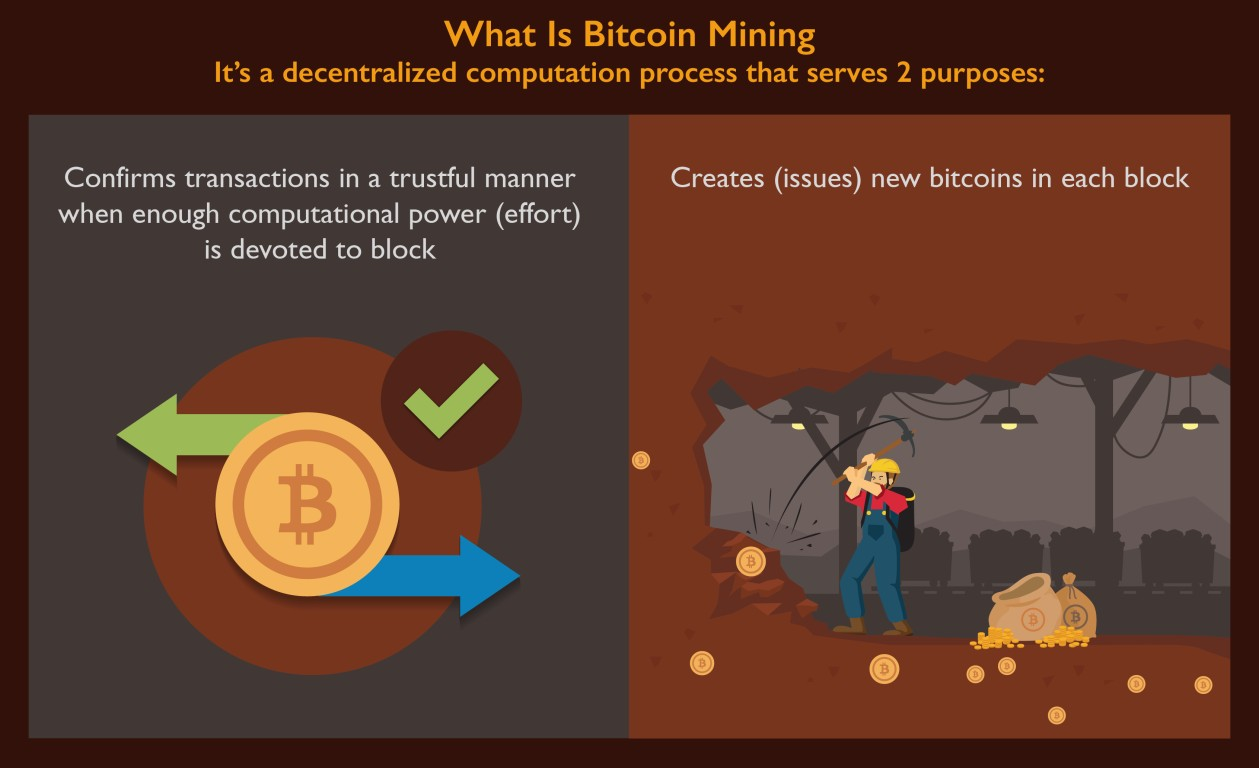 What Is Bitcoin Mining
It’s a decentralized computation process that serves 2 purposes:
Confirms transactions in a trustful manner
when enough computational power (effort)
is devoted to block
Creates (issues) new bitcoins in each block